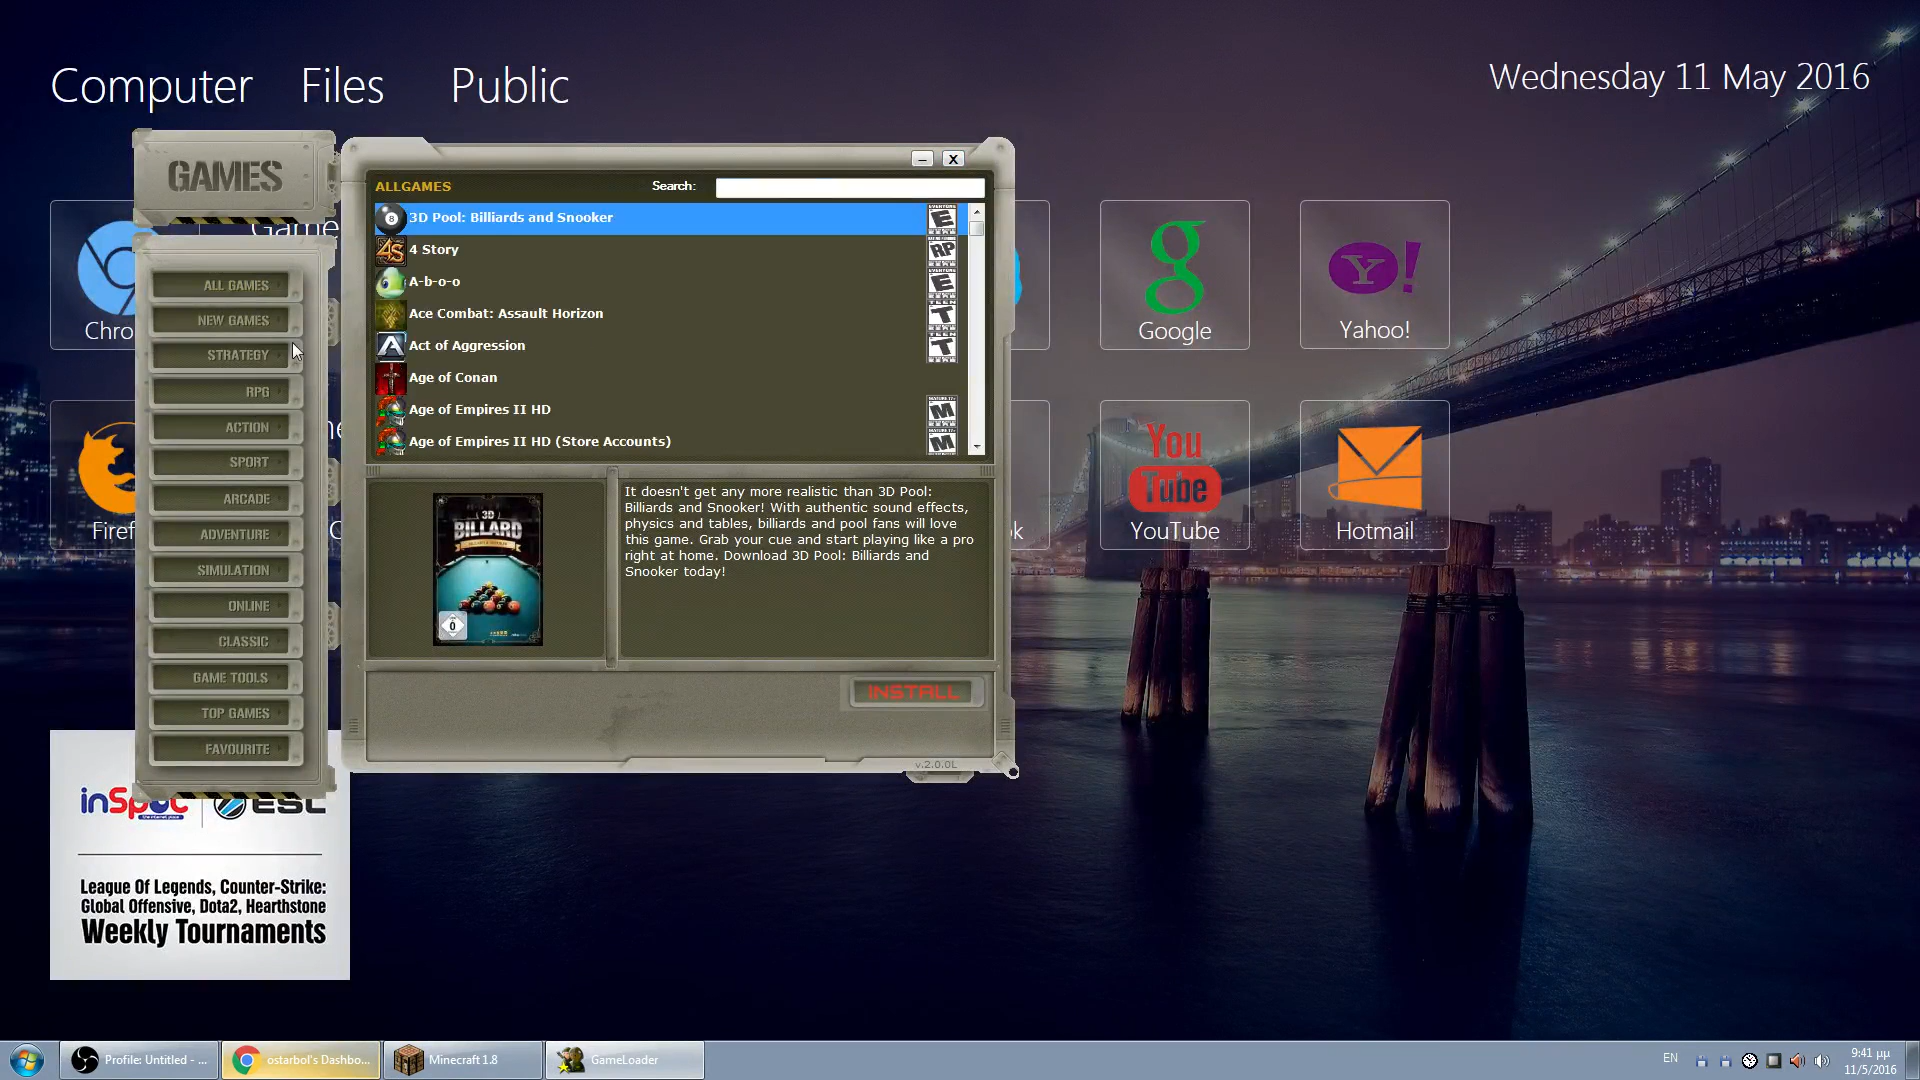 Computer Files Public
Wednesday 11 May 2016
GAMES
ALL GAMES
NEW GAMES
STRATEGY
RPG
ACTION
SPORT
ARCADE
ADVENTURE
SIMULATION
ONLINE
CLASSIC
GAME TOOLS
TOP GAMES
FAVOURITE
Game
Chro
Firef
ALLGAMES
Search:
X
3D Pool: Billiards and Snooker
4 Story
A-b-o-o
Ace Combat: Assault Horizon
Act of Aggression
Age of Conan
Age of Empires II HD
Age of Empires II HD (Store Accounts)
3D
BILLARD
0
It doesn't get any more realistic than 3D Pool:
Billiards and Snooker! With authentic sound effects,
physics and tables, billiards and pool fans will love
this game. Grab your cue and start playing like a pro
right at home. Download 3D Pool: Billiards and
Snooker today!
INSTALL
v.2.0.0L
k
Google
Y!
Yahoo!
You
Tube
YouTube
Hotmail
inSpot
the internet place
ESL
League Of Legends, Counter-Strike:
Global Offensive, Dota2, Hearthstone
Weekly Tournaments
Profile: Untitled - ...
ostarbol's Dashbo...
Minecraft 1.8
GameLoader
EN
9:41 μμ
11/5/2016